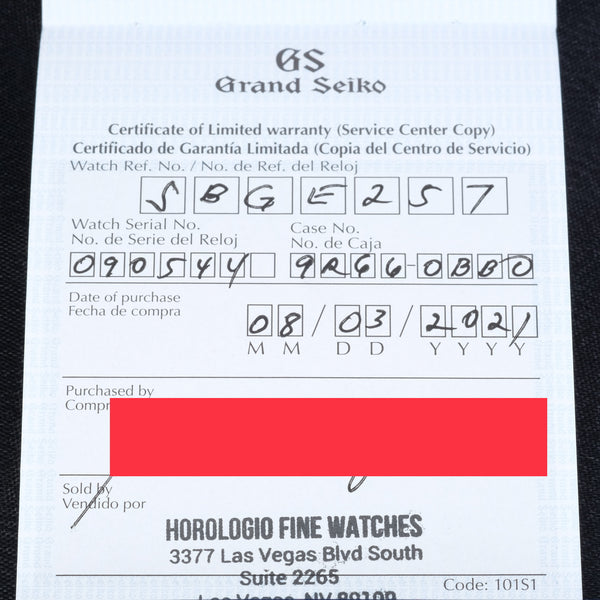 GS
Grand Seiko
Certificate of Limited warranty (Service Center Copy)
Certificado de Garantía Limitada (Copia del Centro de Servicio)
Watch Ref. No. / No. de Ref. del Reloj
SBGE257
Watch Serial No. Case No.
No. de Serie del Reloj No. de Caja
090544 9R66-0BB0
Date of purchase
Fecha de compra
08/03/2021
M M D D Y Y Y Y
Purchased by
Sold by
Vendido por
HOROLOGIO FINE WATCHES
3377 Las Vegas Blvd South
Suite 2265
Code: 101S1
Las Vegas, NV